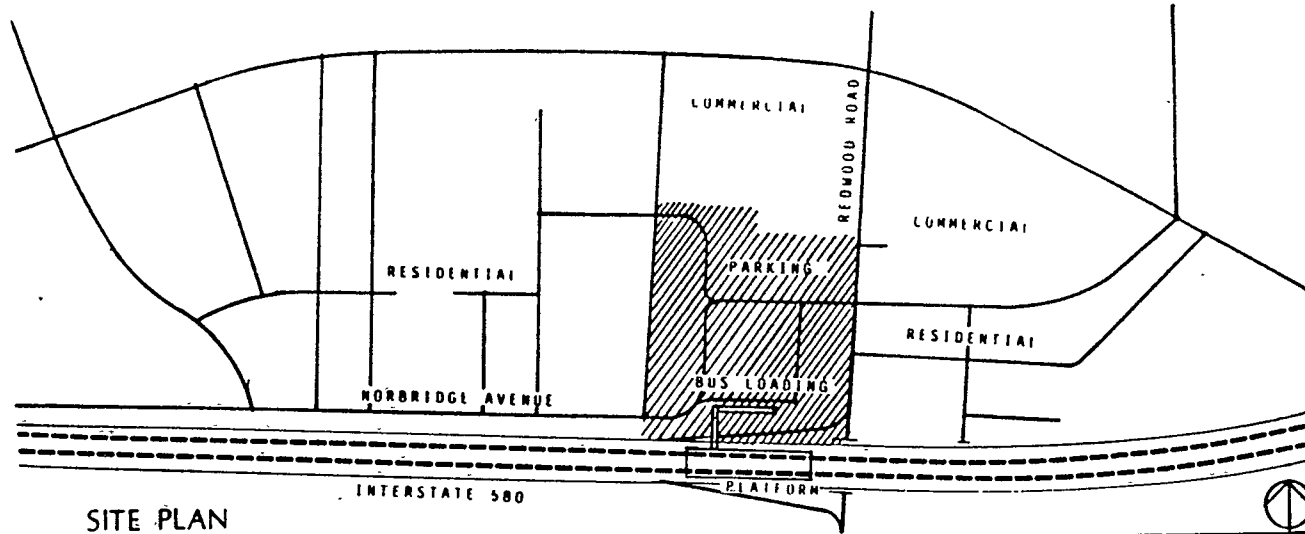 COMMERCIAL
REDWOOD ROAD
COMMERCIAL
RESIDENTIAL
PARKING
RESIDENTIAL
BUS LOADING
NORBRIDGE AVENUE
PLATFORM
INTERSTATE 580
SITE PLAN